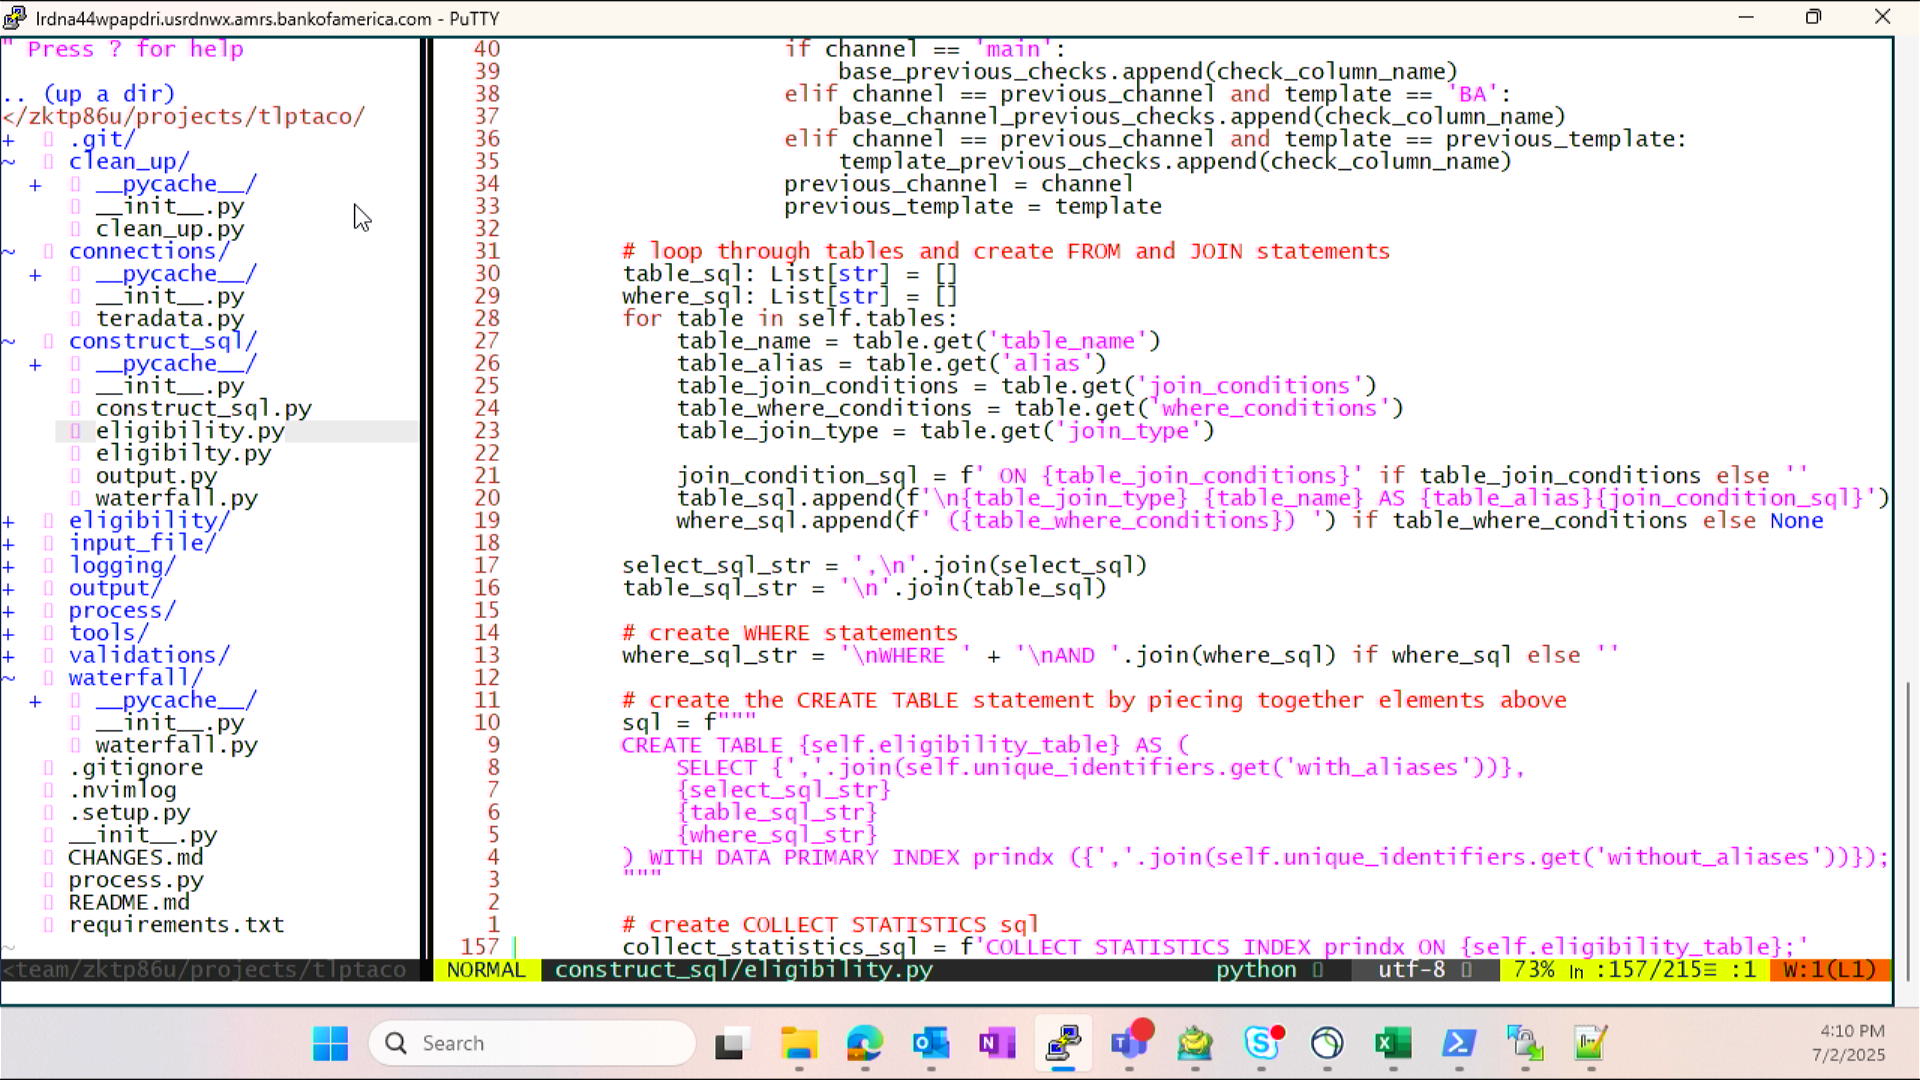 lrdna44wpapdri.usrdnwx.amrs.bankofamerica.com - PuTTY
" Press ? for help
.. (up a dir)
</zktp86u/projects/tlptaco/
+ .git/
~ clean_up/
+ __pycache__/
__init__.py
clean_up.py
~ connections/
+ __pycache__/
__init__.py
teradata.py
~ construct_sql/
+ __pycache__/
__init__.py
construct_sql.py
eligibility.py
eligibilty.py
output.py
waterfall.py
+ eligibility/
+ input_file/
+ logging/
+ output/
+ process/
+ tools/
+ validations/
~ waterfall/
+ __pycache__/
__init__.py
waterfall.py
.gitignore
.nvimlog
.setup.py
__init__.py
CHANGES.md
process.py
README.md
requirements.txt
~
<team/zktp86u/projects/tlptaco
40 if channel == 'main':
39 base_previous_checks.append(check_column_name)
38 elif channel == previous_channel and template == 'BA':
37 base_channel_previous_checks.append(check_column_name)
36 elif channel == previous_channel and template == previous_template:
35 template_previous_checks.append(check_column_name)
34 previous_channel = channel
33 previous_template = template
32
31 # loop through tables and create FROM and JOIN statements
30 table_sql: List[str] = []
29 where_sql: List[str] = []
28 for table in self.tables:
27 table_name = table.get('table_name')
26 table_alias = table.get('alias')
25 table_join_conditions = table.get('join_conditions')
24 table_where_conditions = table.get('where_conditions')
23 table_join_type = table.get('join_type')
22
21 join_condition_sql = f' ON {table_join_conditions}' if table_join_conditions else ''
20 table_sql.append(f'\n{table_join_type} {table_name} AS {table_alias}{join_condition_sql}')
19 where_sql.append(f' ({table_where_conditions}) ') if table_where_conditions else None
18
17 select_sql_str = ',\n'.join(select_sql)
16 table_sql_str = '\n'.join(table_sql)
15
14 # create WHERE statements
13 where_sql_str = '\nWHERE ' + '\nAND '.join(where_sql) if where_sql else ''
12
11 # create the CREATE TABLE statement by piecing together elements above
10 sql = f"""
9 CREATE TABLE {self.eligibility_table} AS (
8 SELECT {','.join(self.unique_identifiers.get('with_aliases'))},
7 {select_sql_str}
6 {table_sql_str}
5 {where_sql_str}
4 ) WITH DATA PRIMARY INDEX prindx ({','.join(self.unique_identifiers.get('without_aliases'))});
3 """
2
1 # create COLLECT STATISTICS sql
157 collect_statistics_sql = f'COLLECT STATISTICS INDEX prindx ON {self.eligibility_table};'
NORMAL construct_sql/eligibility.py python utf-8 73% ln :157/215≡ :1 W:1(L1)
Search
4:10 PM
7/2/2025